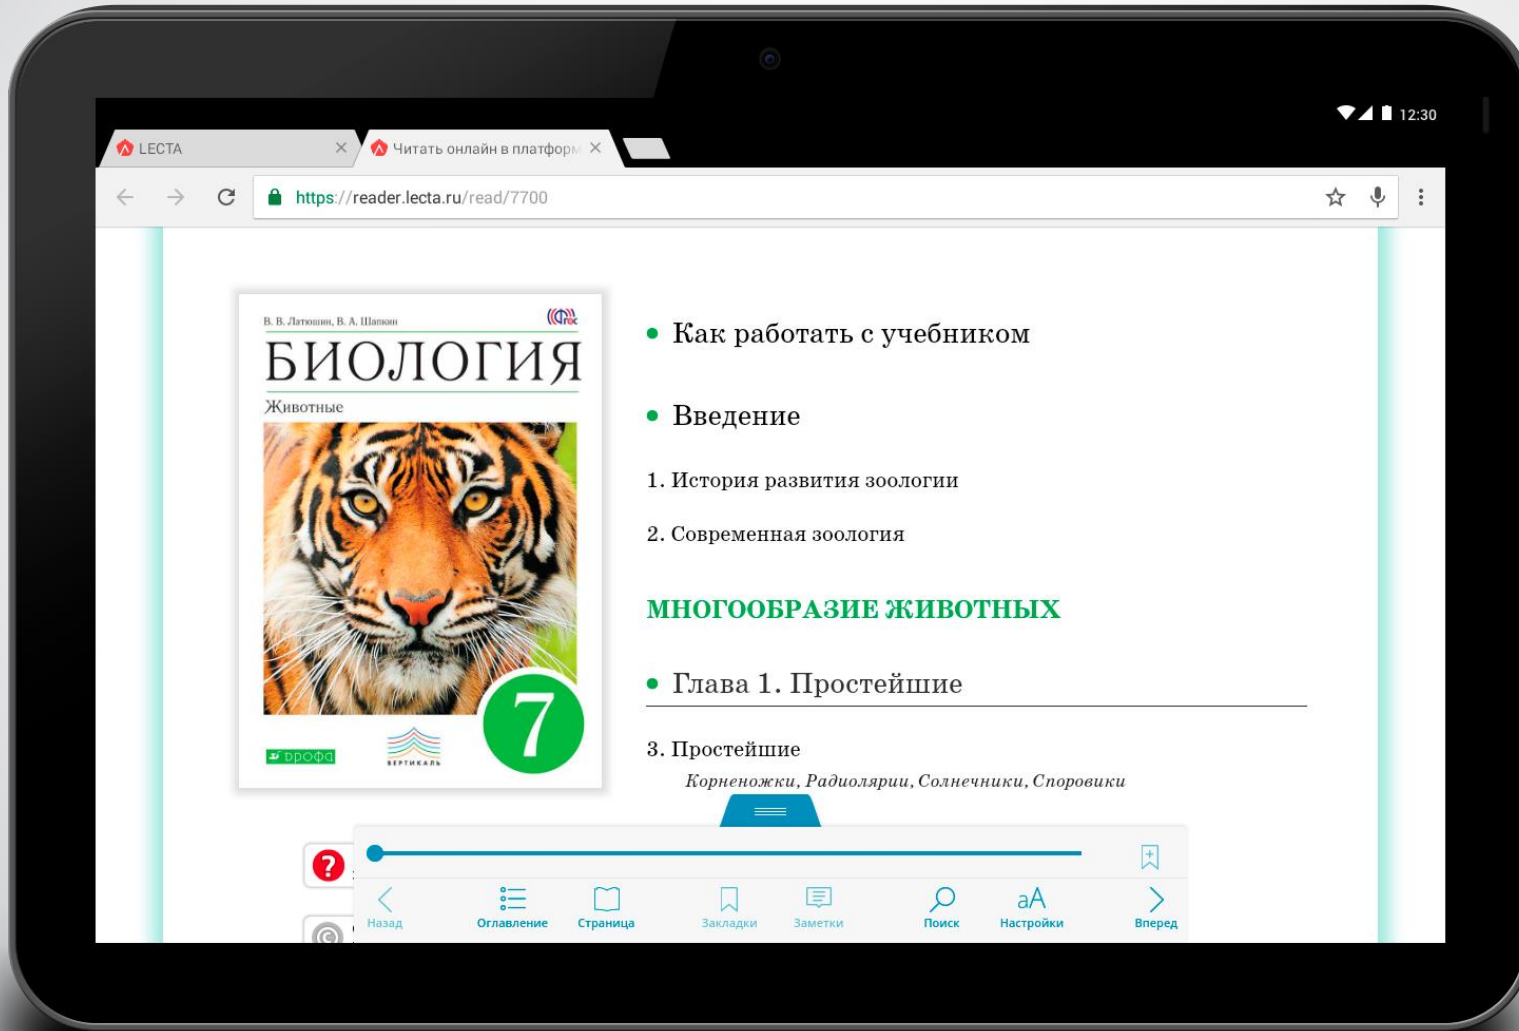 12:30
LECTA
Читать онлайн в платформ
https://reader.lecta.ru/read/7700
В. В. Латюшин, В. А. Шапкин
ФГОС
БИОЛОГИЯ
Животные
7
дрофа
ВЕРТИКАЛЬ
Как работать с учебником
Введение
1. История развития зоологии
2. Современная зоология
МНОГООБРАЗИЕ ЖИВОТНЫХ
Глава 1. Простейшие
3. Простейшие
Корненожки, Радиолярии, Солнечники, Споровики
?
©
Назад
Оглавление
Страница
Закладки
Заметки
Поиск
аА
Настройки
Вперед